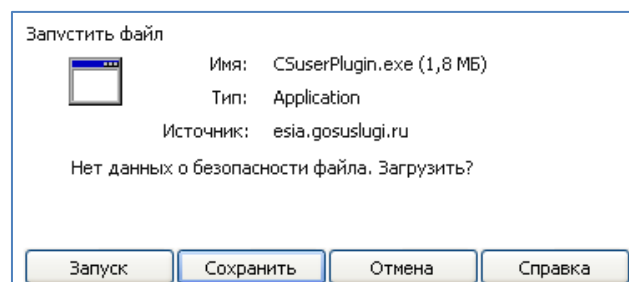 Запустить файл
Имя: CSuserPlugin.exe (1,8 МБ)
Тип: Application
Источник: esia.gosuslugi.ru
Нет данных о безопасности файла. Загрузить?
Запуск Сохранить Отмена Справка